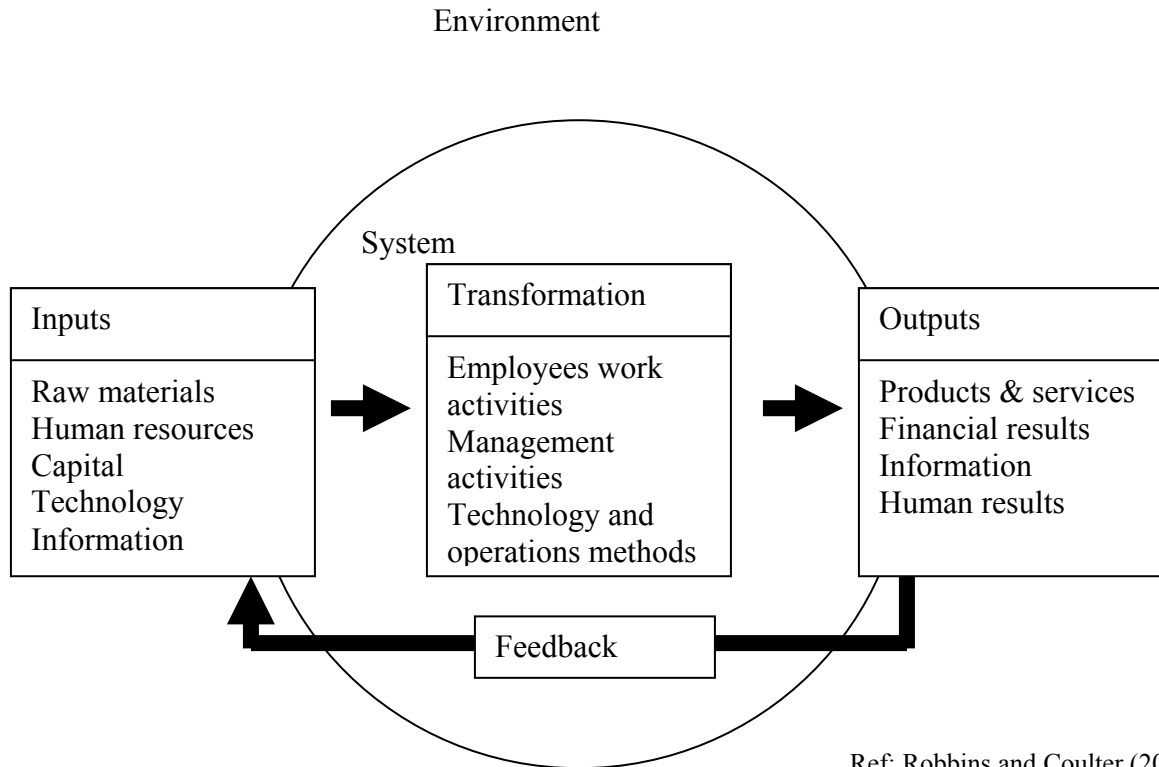 Environment
System
Inputs
Raw materials
Human resources
Capital
Technology
Information
Transformation
Employees work
activities
Management
activities
Technology and
operations methods
Outputs
Products & services
Financial results
Information
Human results
Feedback
Ref: Robbins and Coulter (20